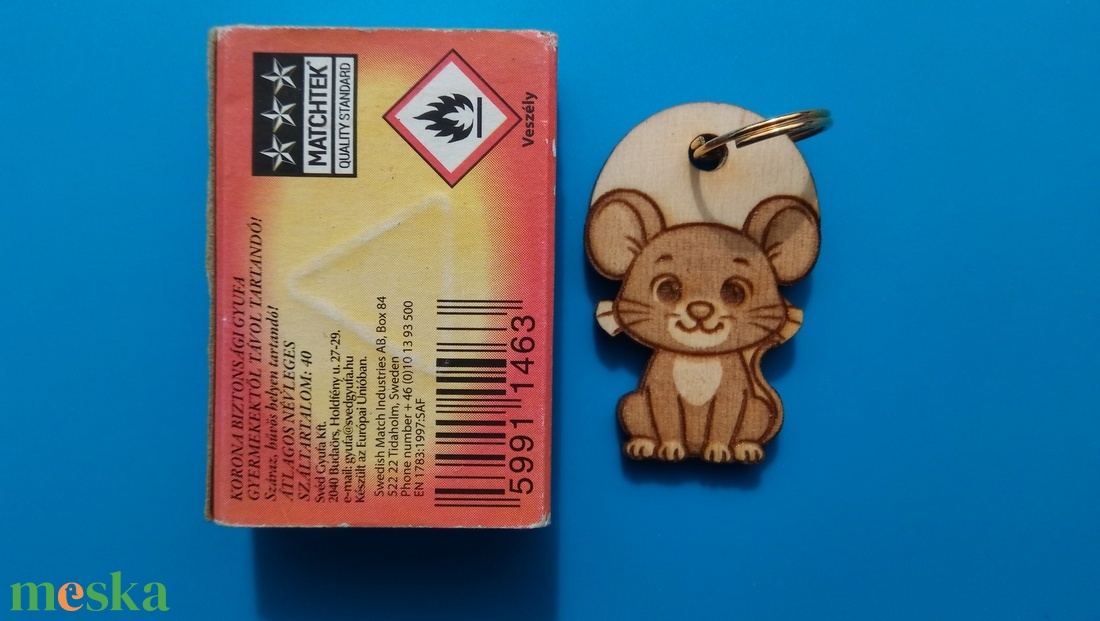 MATCHTEK
QUALITY STANDARD
Veszély
KORONA BIZTONSÁGI GYUFA
GYERMEKEKTŐL TÁVOL TARTANDÓ!
Száraz, hűvös helyen tartandó!
ÁTLAGOS NÉVLEGES
SZÁLTARTALOM: 40
Svéd Gyufa Kft.
2040 Budaörs, Holdfény u. 27-29.
e-mail: gyufa@svedgyufa.hu
Készült az Európai Unióban.
Swedish Match Industries AB, Box 84
522 22 Tidaholm, Sweden
Phone number + 46 (0)10 13 93 500
EN 1783:1997:SAF
5991 1463
meska